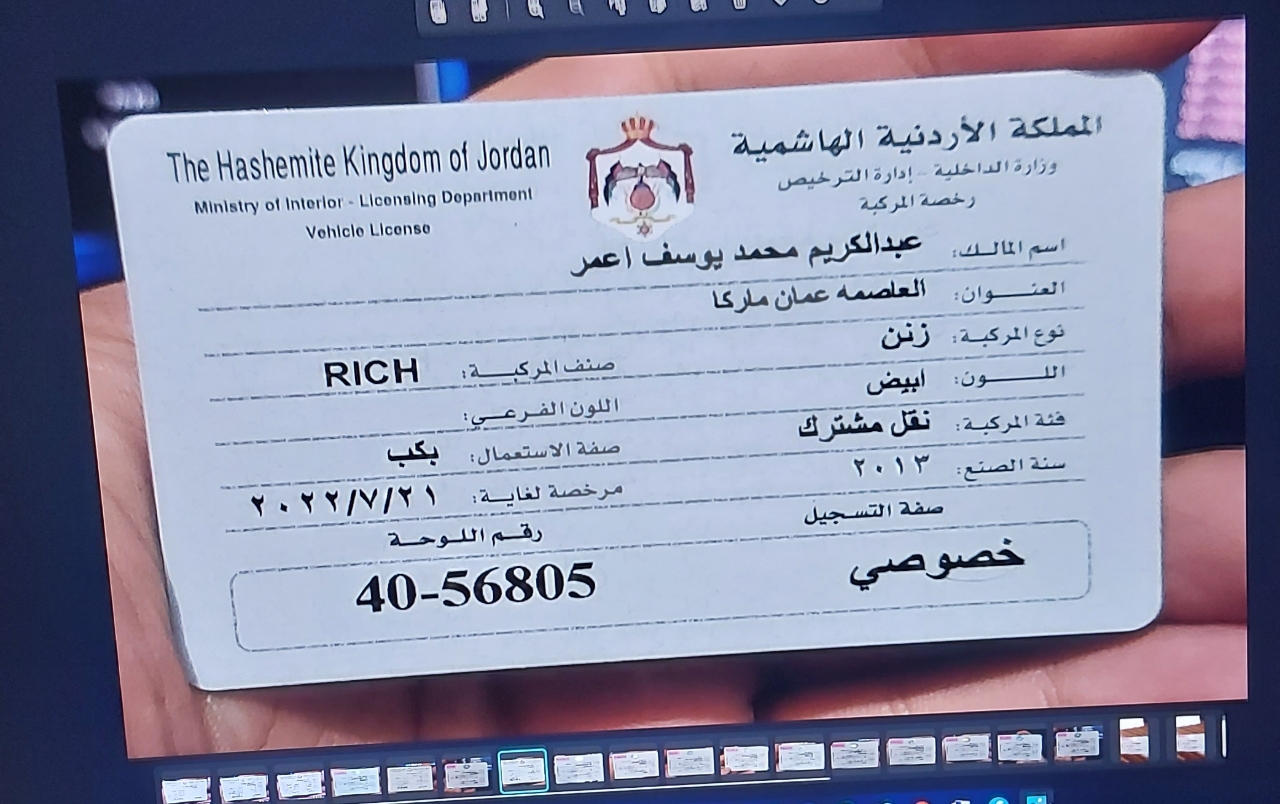 المملكة الأردنية الهاشمية
The Hashemite Kingdom of Jordan
وزارة الداخلية - إدارة الترخيص
Ministry of Interior - Licensing Department
رخصة المركبة
Vehicle License
اسم المالك: عبدالكريم محمد يوسف اعمر
العنوان: العاصمه عمان ماركا
نوع المركبة: زنن
صنف المركبة: RICH
اللون: ابيض
اللون الفرعي:
فئة المركبة: نقل مشترك
صفة الاستعمال: بكب
سنة الصنع: ٢٠١٣
مرخصة لغاية: ٢٠٢٢/٧/٢١
صفة التسجيل
رقم اللوحة
خصوصي
40-56805